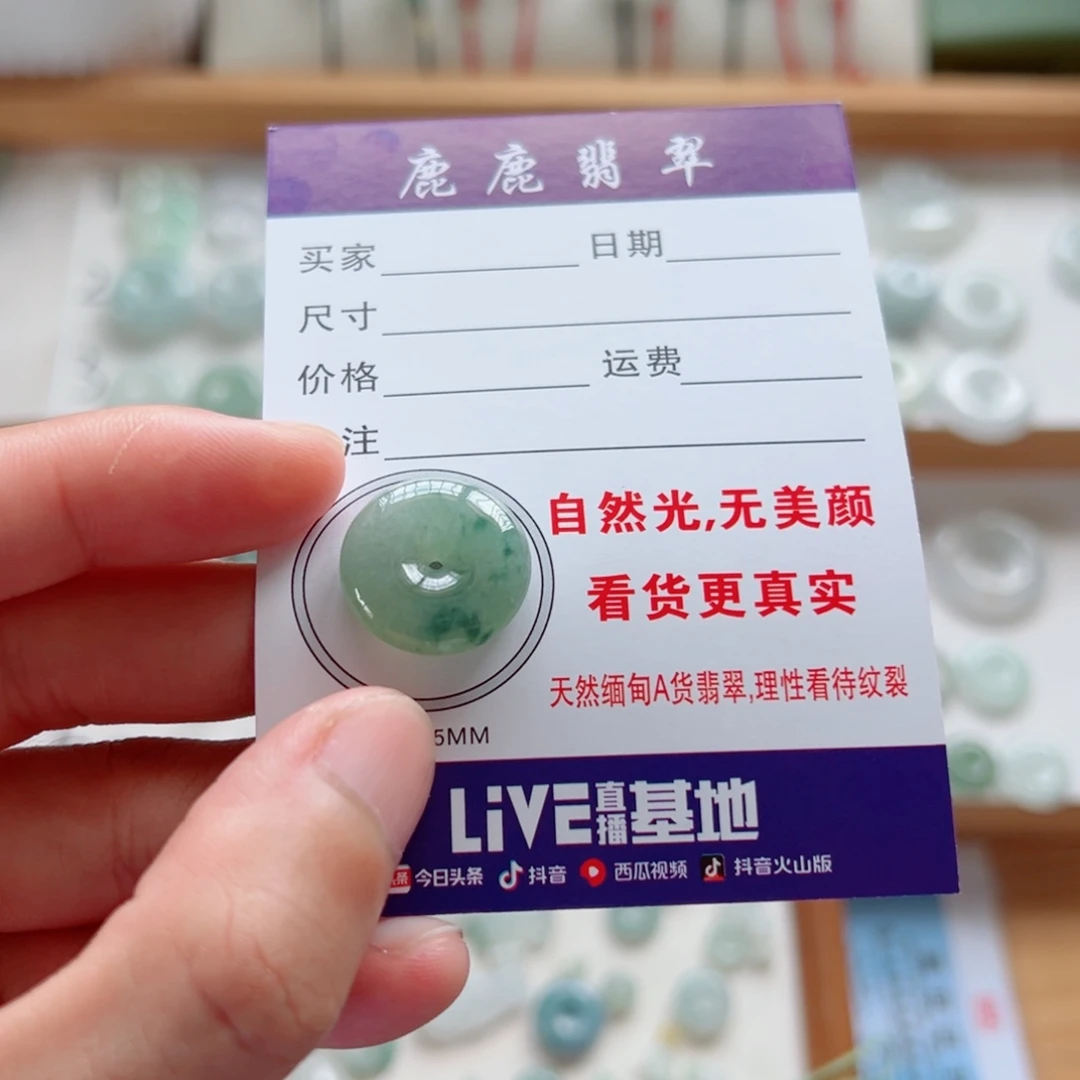 鹿鹿翡翠
买家 日期
尺寸
价格 运费
注
自然光,无美颜
看货更真实
天然缅甸A货翡翠,理性看待纹裂
5MM
LiVE直播基地
今日头条 抖音 西瓜视频 抖音火山版